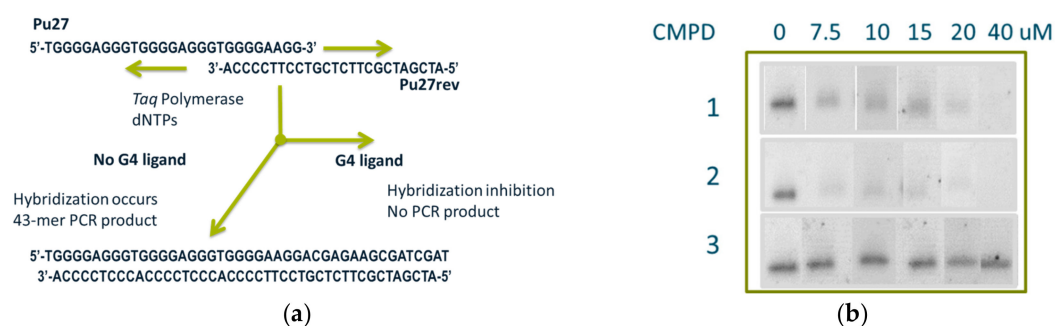 Pu27
5'-TGGGGAGGGTGGGGAGGGTGGGGAAGG-3'
3'-ACCCCTTCCTGCTCTTCGCTAGCTA-5'
Pu27rev
Taq Polymerase
dNTPs
No G4 ligand
G4 ligand
Hybridization occurs
43-mer PCR product
Hybridization inhibition
No PCR product
5'-TGGGGAGGGTGGGGAGGGTGGGGAAGGACGAGAAGCGATCGAT
3'-ACCCCTCCCACCCCTCCCACCCCTTCCTGCTCTTCGCTAGCTA-5'
(a)
CMPD 0 7.5 10 15 20 40 uM
1
2
3
(b)